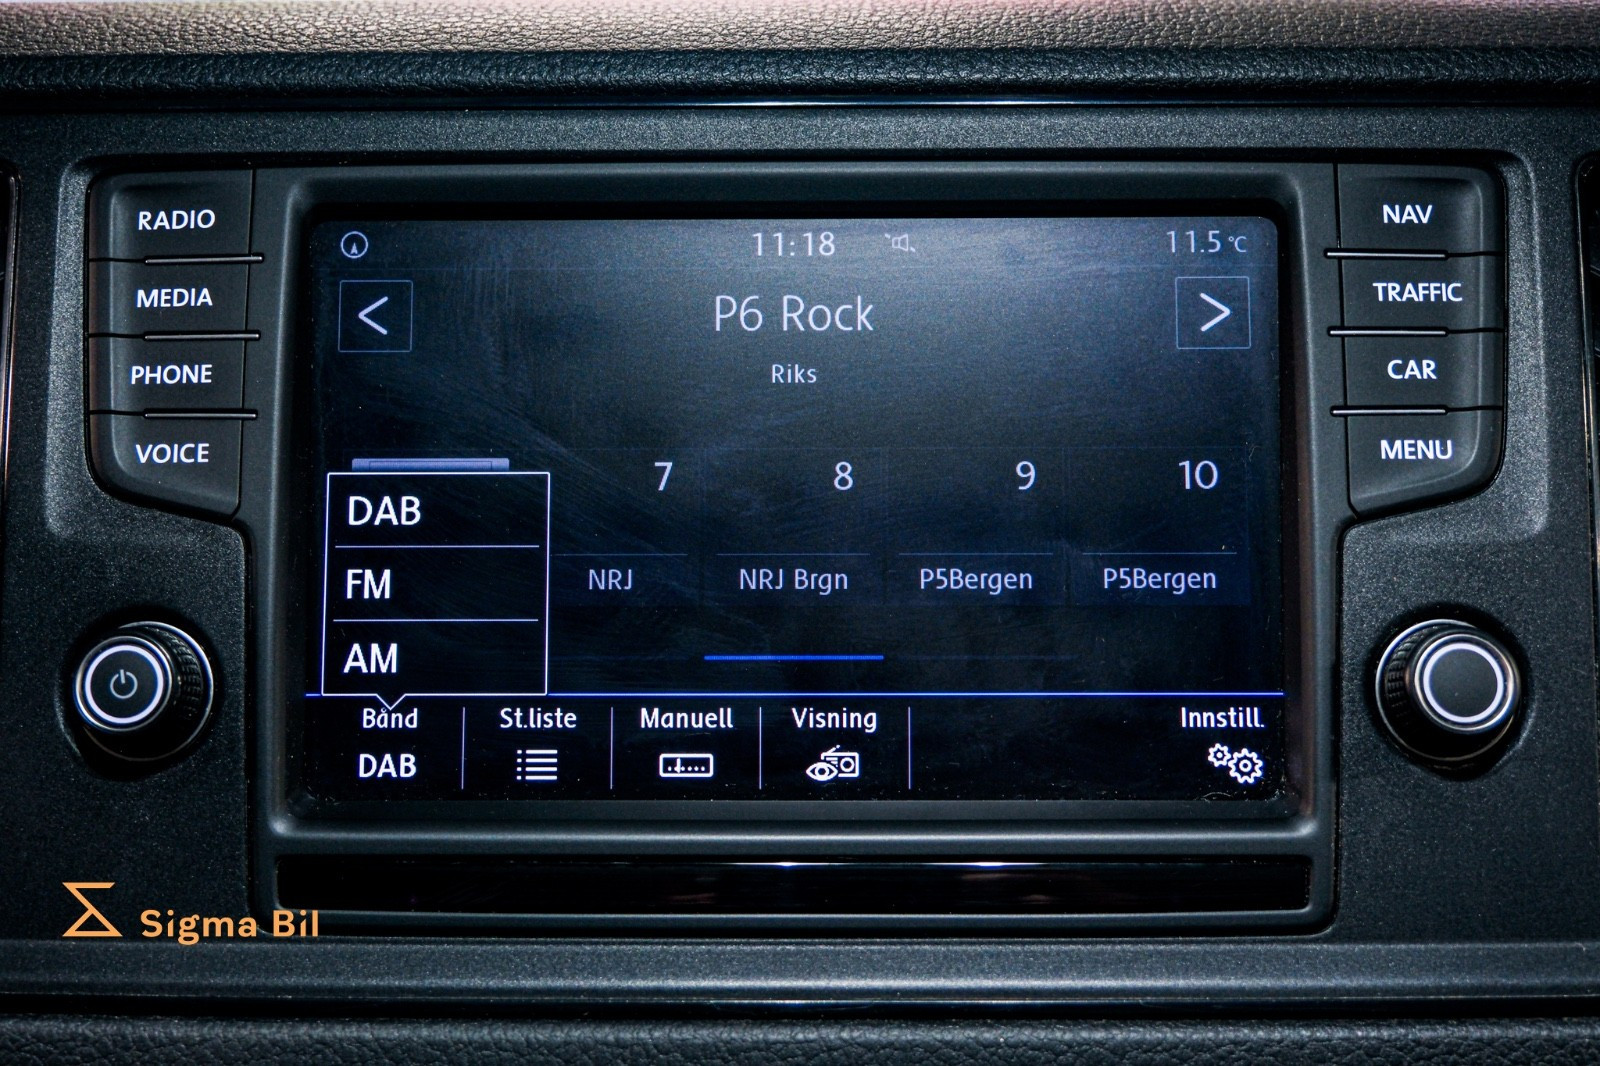 RADIO
MEDIA
PHONE
VOICE
NAV
TRAFFIC
CAR
MENU
11:18
11.5 °C
<
P6 Rock
>
Riks
7
8
9
10
NRJ
NRJ Brgn
P5Bergen
P5Bergen
DAB
FM
AM
Bånd
DAB
St.liste
Manuell
Visning
Innstill.
Sigma Bil